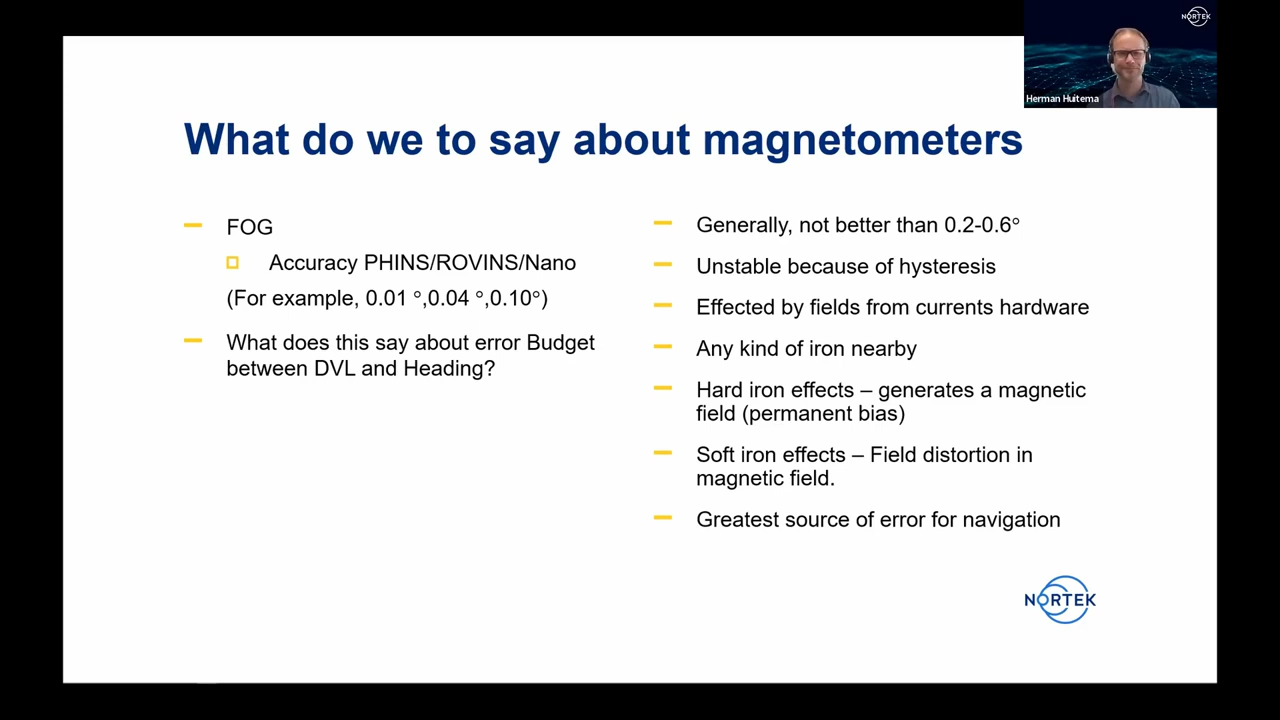 NORTEK
Herman Huitema
What do we to say about magnetometers
FOG
Accuracy PHINS/ROVINS/Nano
(For example, 0.01 °,0.04 °,0.10°)
What does this say about error Budget
between DVL and Heading?
Generally, not better than 0.2-0.6°
Unstable because of hysteresis
Effected by fields from currents hardware
Any kind of iron nearby
Hard iron effects – generates a magnetic
field (permanent bias)
Soft iron effects – Field distortion in
magnetic field.
Greatest source of error for navigation
NORTEK